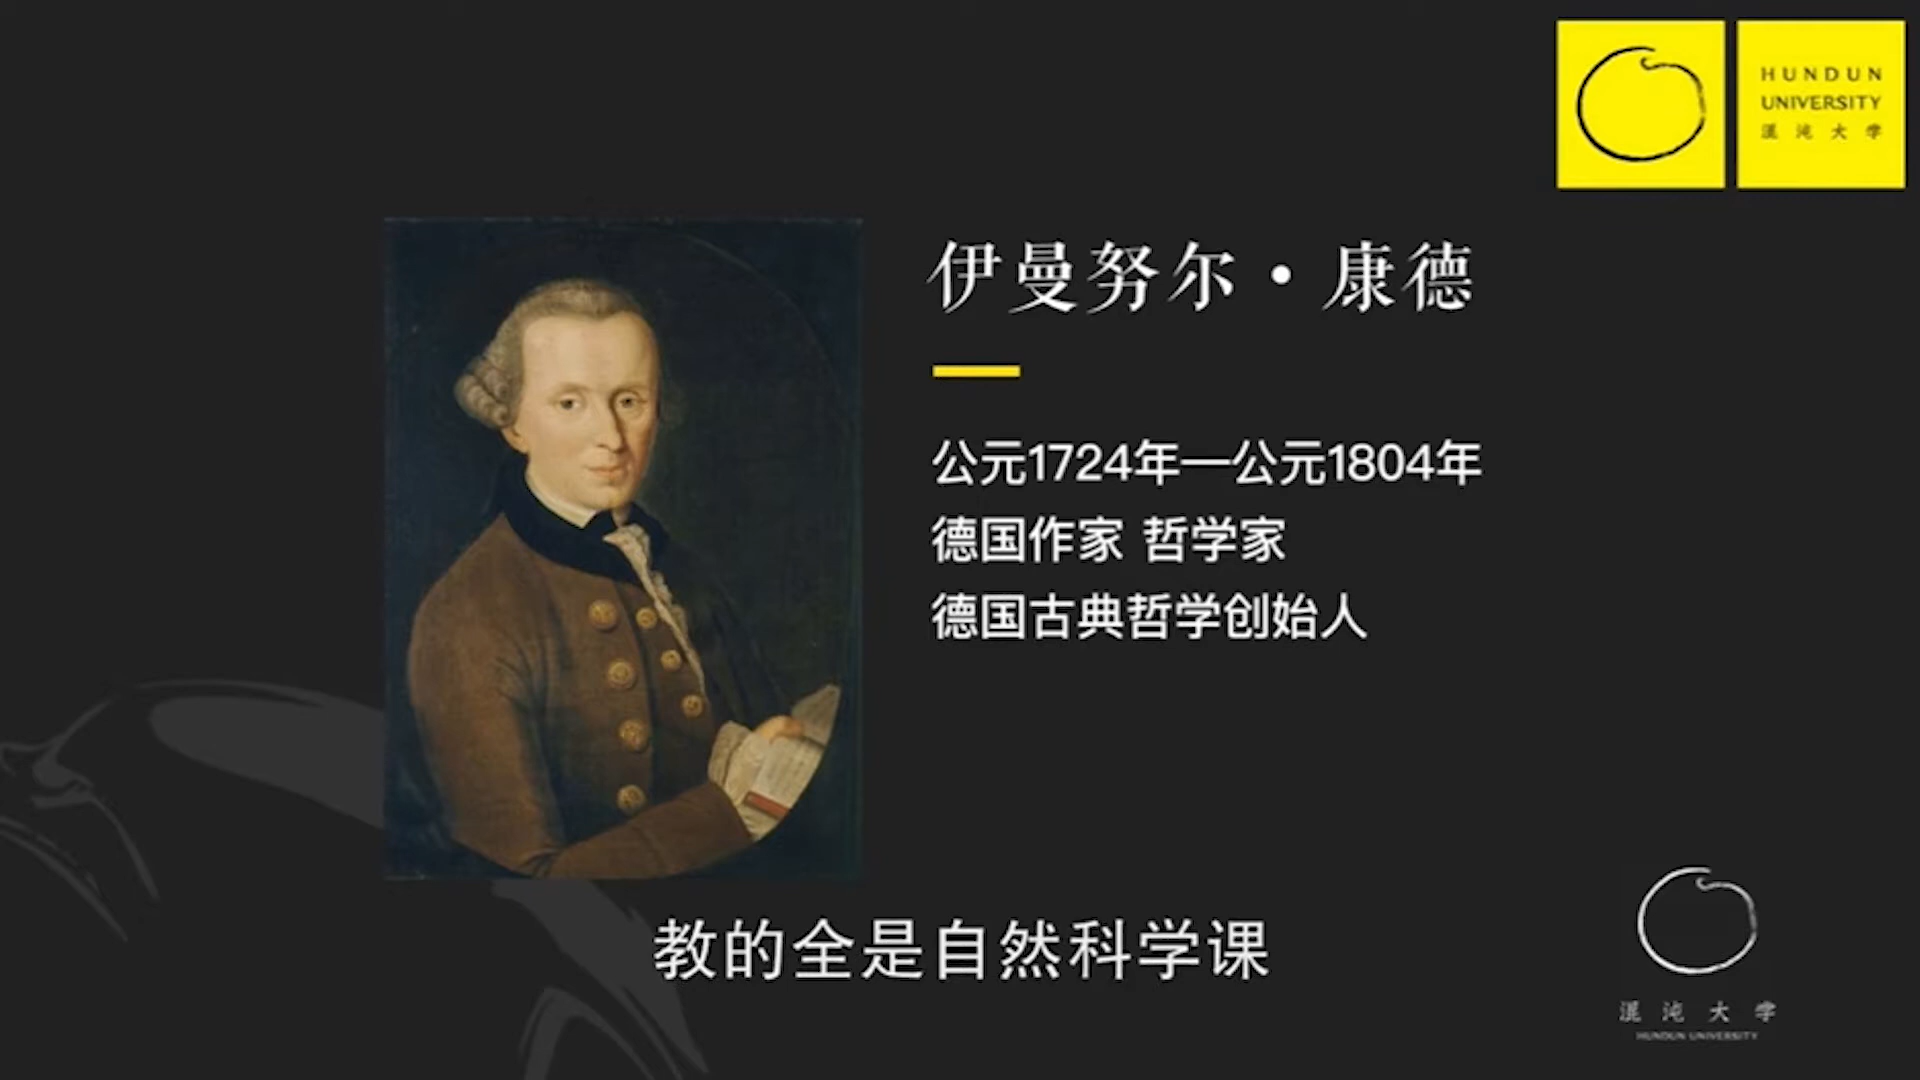 HUNDUN
UNIVERSITY
混沌大学
伊曼努尔·康德
公元1724年—公元1804年
德国作家 哲学家
德国古典哲学创始人
教的全是自然科学课
混沌大学
HUNDUN UNIVERSITY